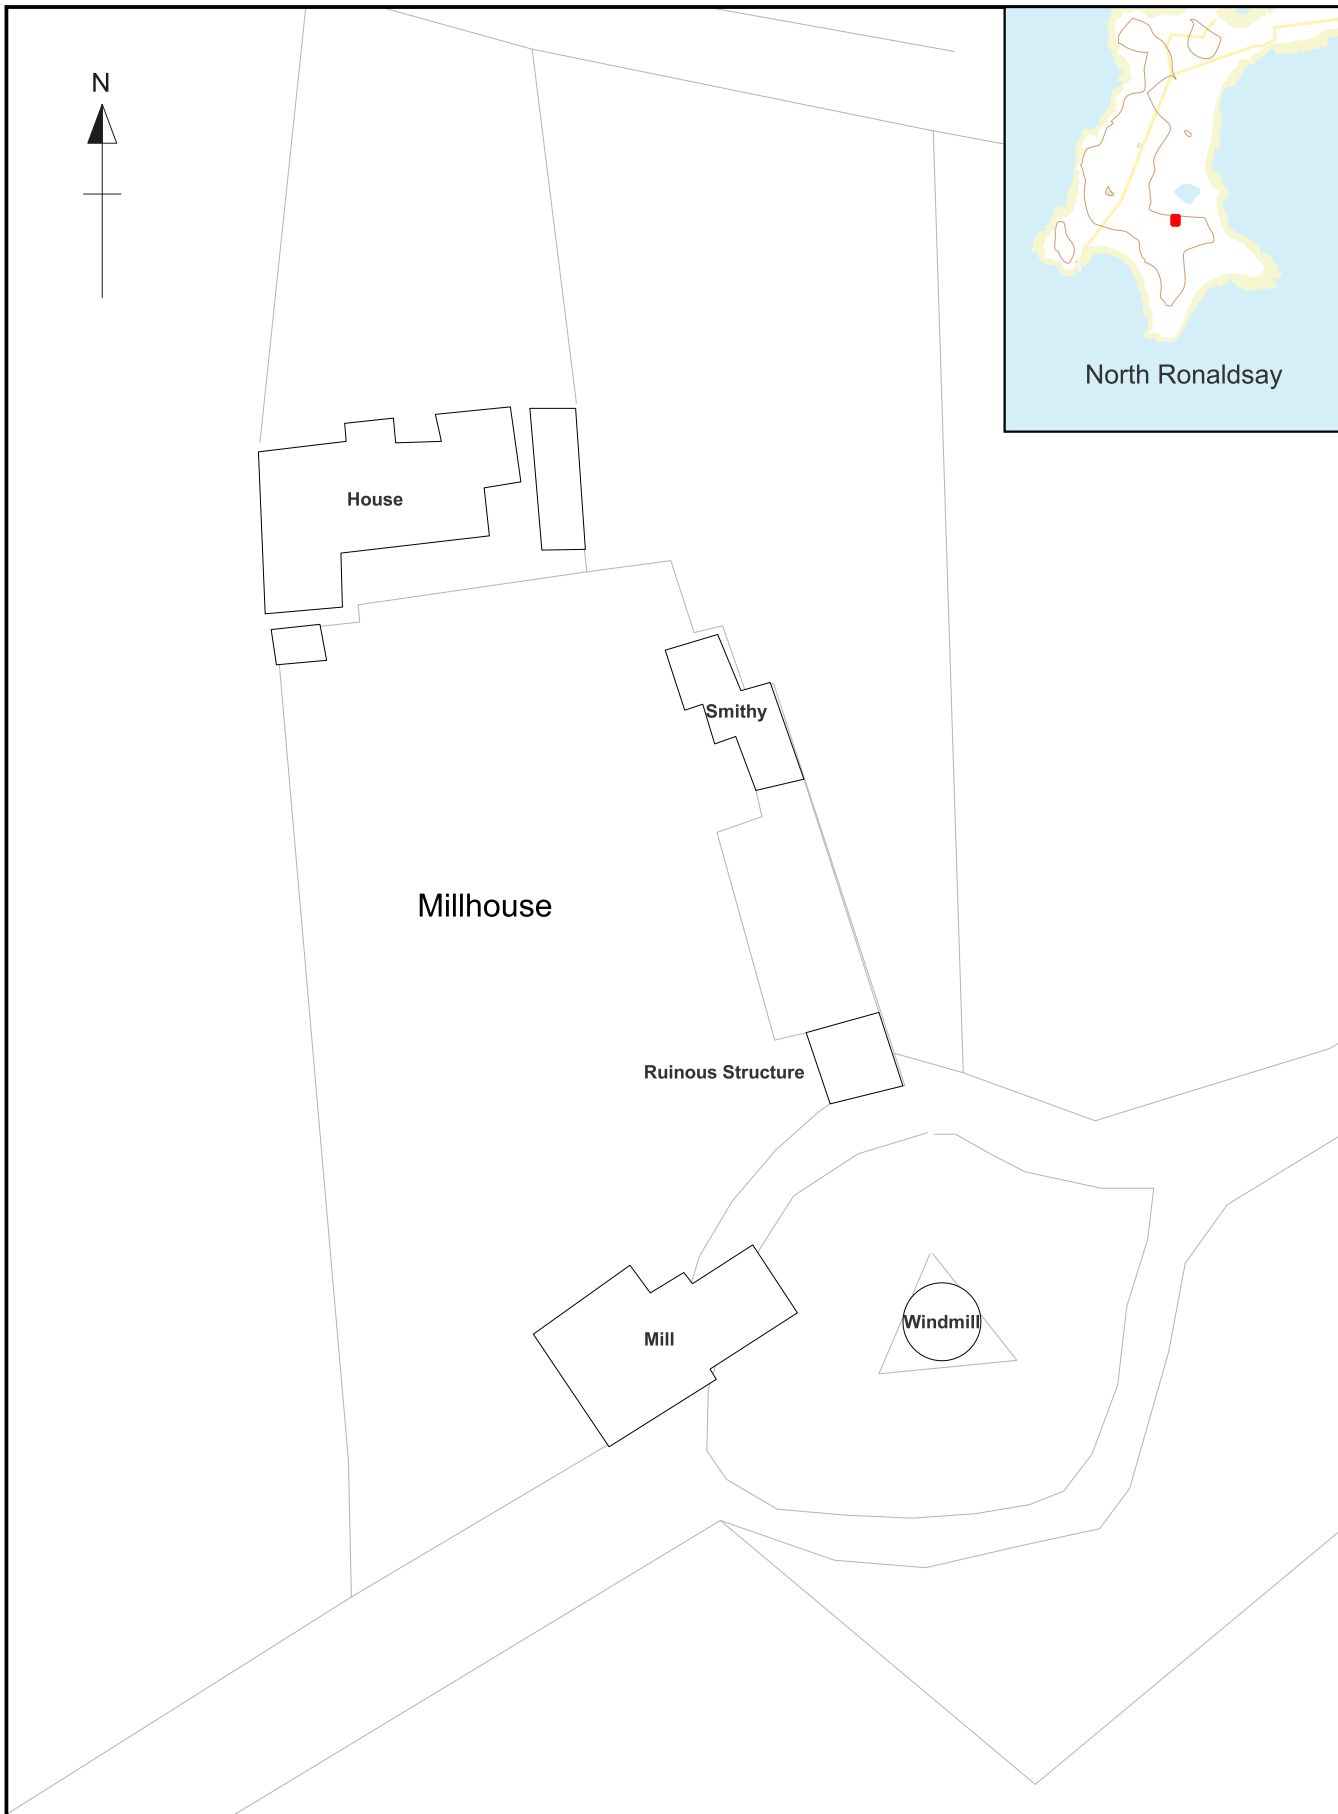 N
North Ronaldsay
House
Smithy
Millhouse
Ruinous Structure
Windmill
Mill